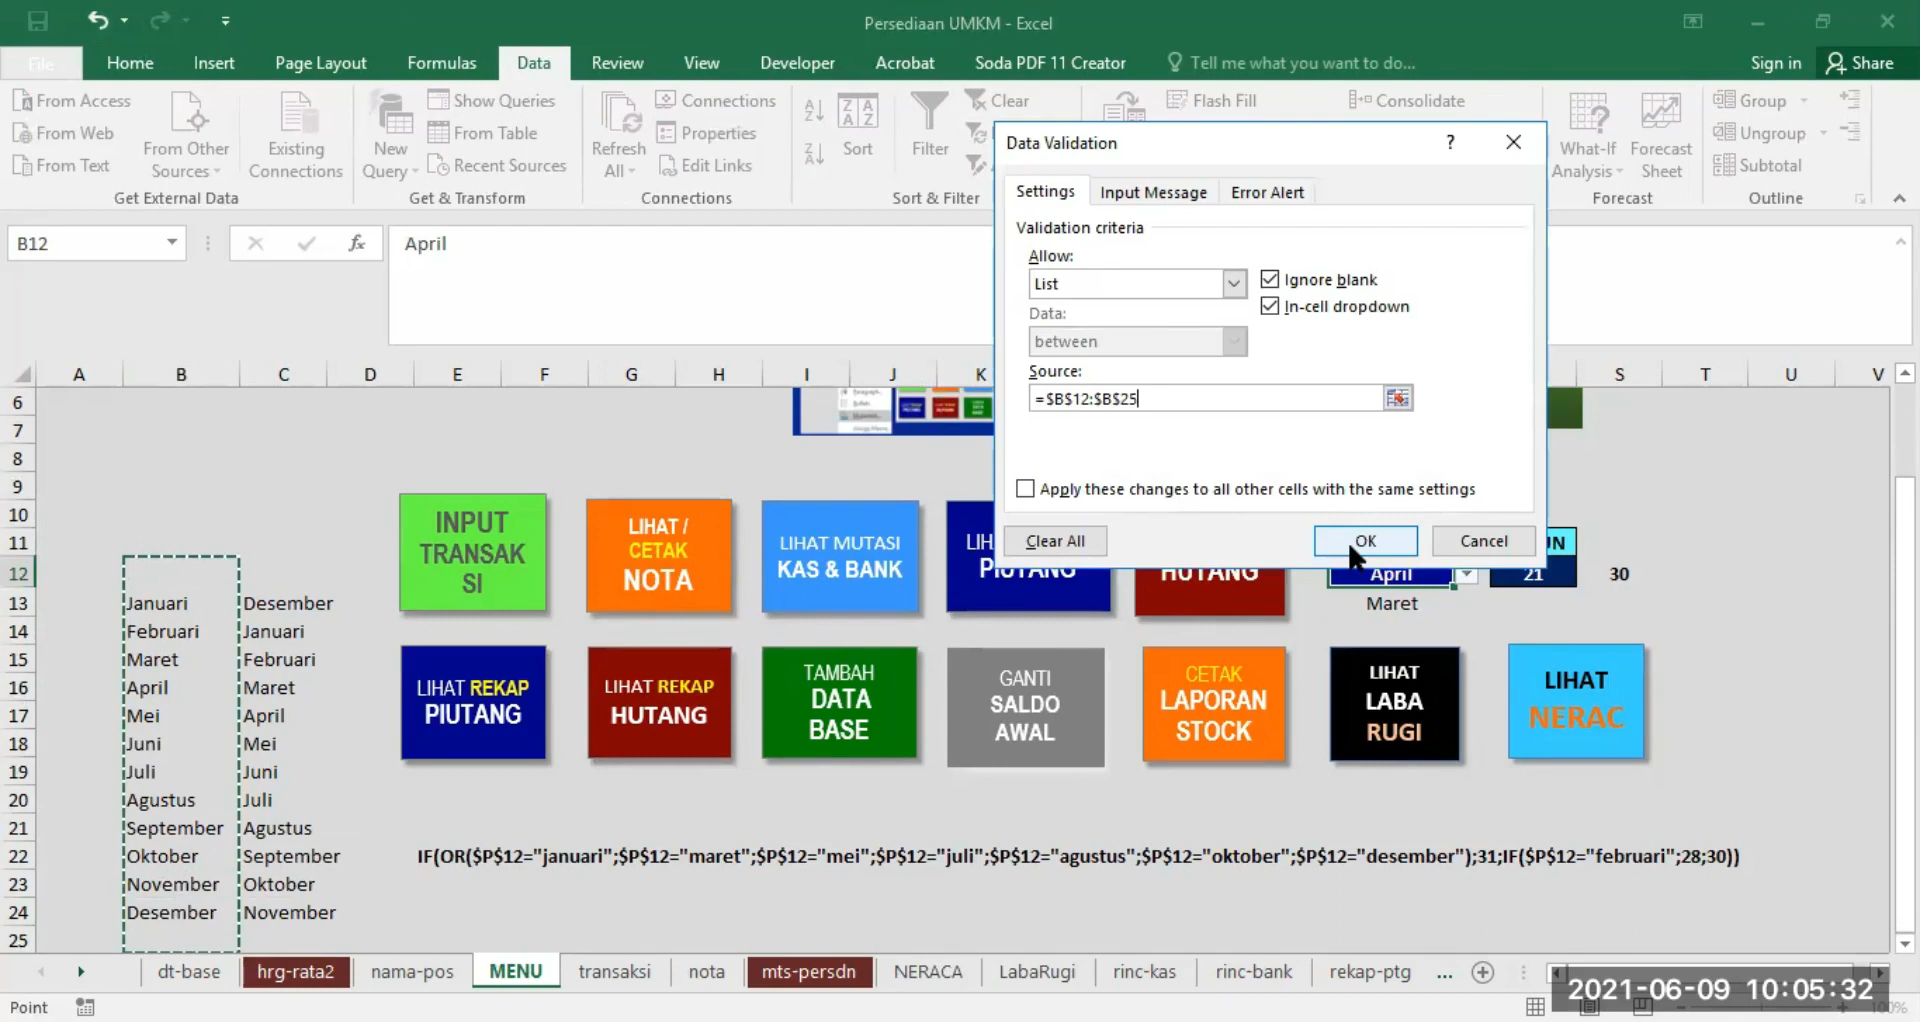 Persediaan UMKM - Excel
File
Home
Insert
Page Layout
Formulas
Data
Review
View
Developer
Acrobat
Soda PDF 11 Creator
Tell me what you want to do...
Sign in
Share
From Access
From Web
From Text
From Other
Sources
Existing
Connections
Get External Data
New
Query
Show Queries
From Table
Recent Sources
Get & Transform
Refresh
All
Connections
Properties
Edit Links
Connections
Sort
Filter
Clear
Sort & Filter
Flash Fill
Consolidate
What-If
Analysis
Forecast
Sheet
Forecast
Group
Ungroup
Subtotal
Outline
B12
fx
April
Data Validation
?
Settings
Input Message
Error Alert
Validation criteria
Allow:
List
Ignore blank
In-cell dropdown
Data:
between
Source:
=$B$12:$B$25
Apply these changes to all other cells with the same settings
Clear All
OK
Cancel
A B C D E F G H I J K S T U V
6
7
8
9
10
11
12
13 Januari Desember
14 Februari Januari
15 Maret Februari
16 April Maret
17 Mei April
18 Juni Mei
19 Juli Juni
20 Agustus Juli
21 September Agustus
22 Oktober September
23 November Oktober
24 Desember November
25
INPUT
TRANSAK
SI
LIHAT /
CETAK
NOTA
LIHAT MUTASI
KAS & BANK
LIH
PIUTANG
HUTANG
April
Maret
UN
21
30
LIHAT REKAP
PIUTANG
LIHAT REKAP
HUTANG
TAMBAH
DATA
BASE
GANTI
SALDO
AWAL
CETAK
LAPORAN
STOCK
LIHAT
LABA
RUGI
LIHAT
NERAC
IF(OR($P$12="januari";$P$12="maret";$P$12="mei";$P$12="juli";$P$12="agustus";$P$12="oktober";$P$12="desember");31;IF($P$12="februari";28;30))
dt-base
hrg-rata2
nama-pos
MENU
transaksi
nota
mts-persdn
NERACA
LabaRugi
rinc-kas
rinc-bank
rekap-ptg
...
Point
2021-06-09 10:05:32
100%